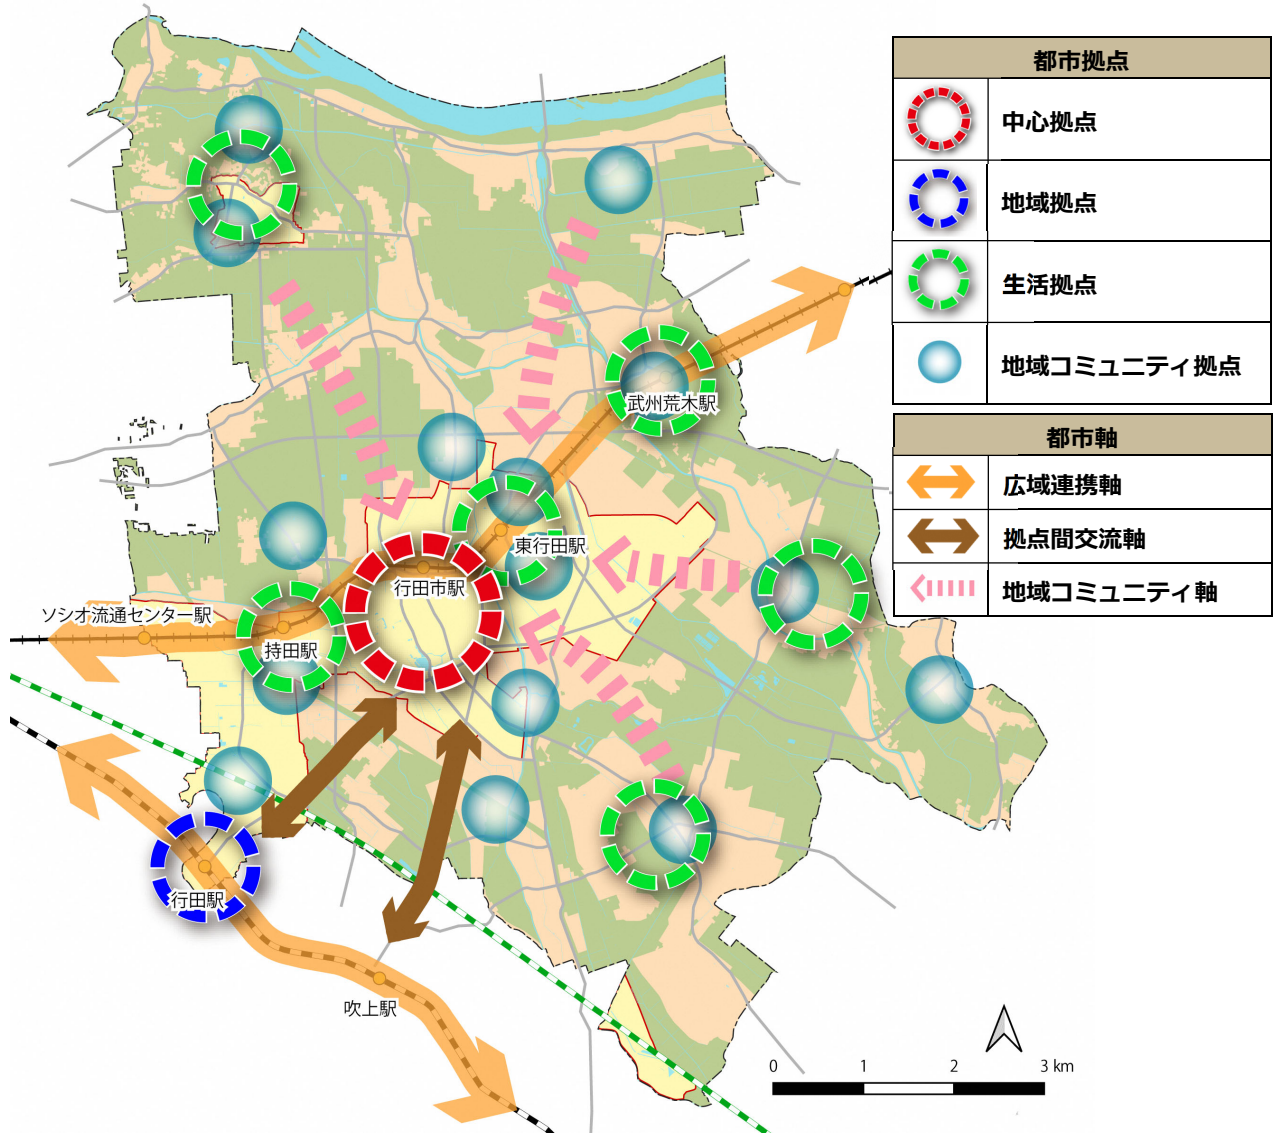 都市拠点
中心拠点
地域拠点
生活拠点
地域コミュニティ拠点
都市軸
広域連携軸
拠点間交流軸
地域コミュニティ軸
武州荒木駅
東行田駅
行田市駅
ソシオ流通センター駅
持田駅
行田駅
吹上駅
0 1 2 3 km